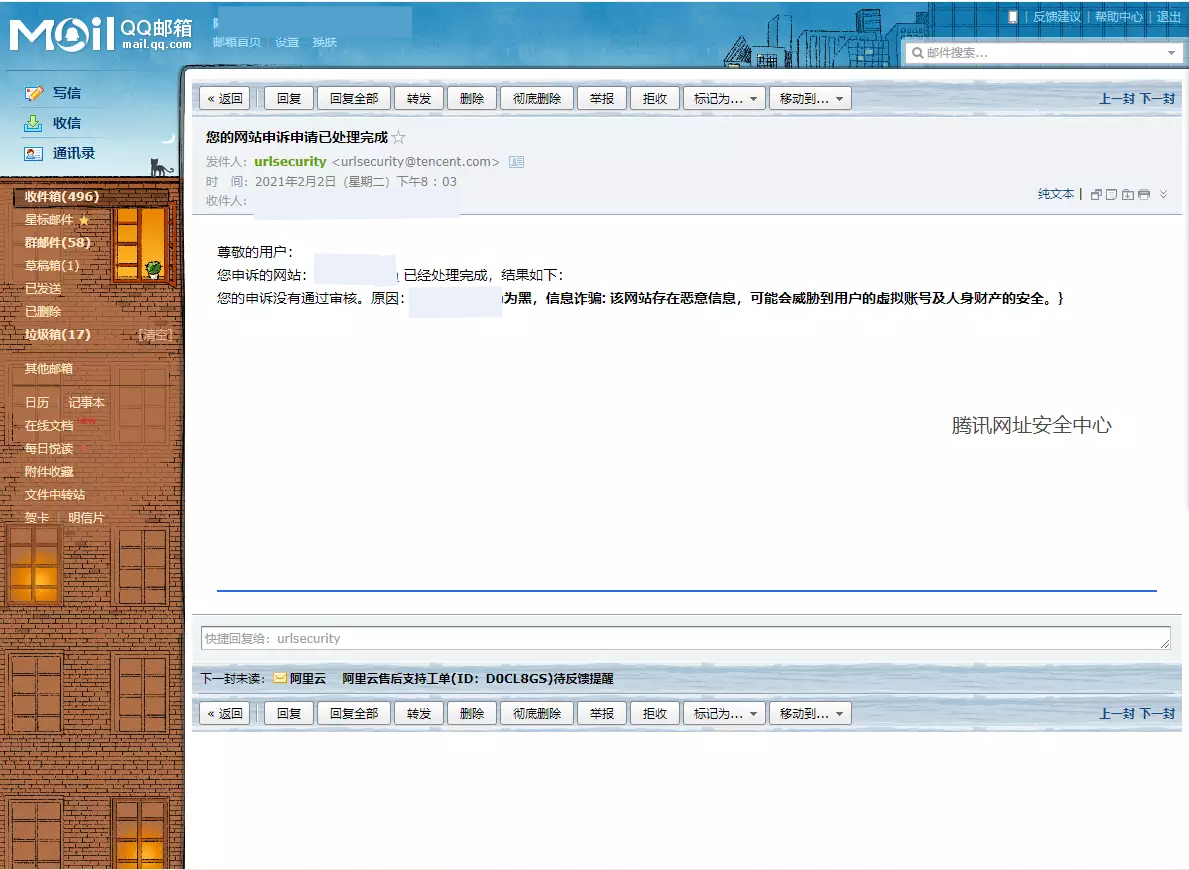 Mail QQ邮箱
mail.qq.com
邮箱首页 | 设置 - 换肤
| 反馈建议 | 帮助中心 | 退出
邮件搜索...
写信
收信
通讯录
收件箱(496)
星标邮件
群邮件(58)
草稿箱(1)
已发送
已删除
垃圾箱(17) [清空]
其他邮箱
日历 | 记事本
在线文档 NEW
每日悦读
附件收藏
文件中转站
贺卡 | 明信片
« 返回 回复 回复全部 转发 删除 彻底删除 举报 拒收 标记为... 移动到... 上一封 下一封
您的网站申诉申请已处理完成☆
发件人: urlsecurity <urlsecurity@tencent.com>
时 间: 2021年2月2日 (星期二) 下午8:03
收件人:
纯文本 |
尊敬的用户:
您申诉的网站: 已经处理完成, 结果如下:
您的申诉没有通过审核。原因: 为黑, 信息诈骗: 该网站存在恶意信息, 可能会威胁到用户的虚拟账号及人身财产的安全。}
腾讯网址安全中心
快捷回复给: urlsecurity
下一封未读: 阿里云 阿里云售后支持工单(ID: D0CL8GS)待反馈提醒
« 返回 回复 回复全部 转发 删除 彻底删除 举报 拒收 标记为... 移动到... 上一封 下一封